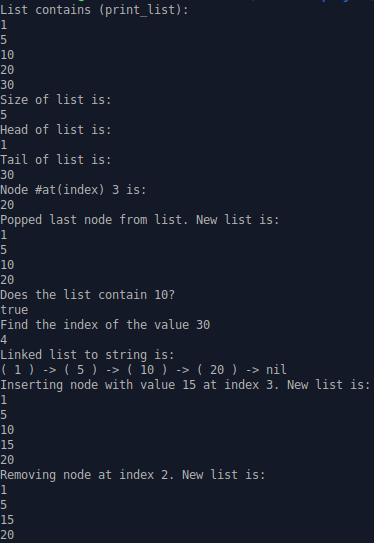 List contains (print_list):
1
5
10
20
30
Size of list is:
5
Head of list is:
1
Tail of list is:
30
Node #at(index) 3 is:
20
Popped last node from list. New list is:
1
5
10
20
Does the list contain 10?
true
Find the index of the value 30
4
Linked list to string is:
( 1 ) -> ( 5 ) -> ( 10 ) -> ( 20 ) -> nil
Inserting node with value 15 at index 3. New list is:
1
5
10
15
20
Removing node at index 2. New list is:
1
5
15
20